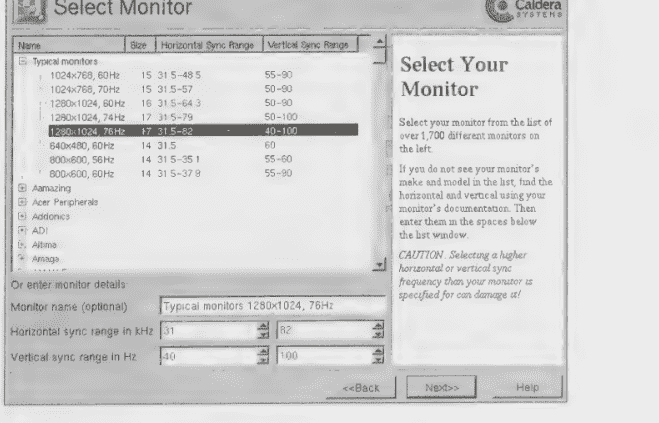 Select Monitor
Caldera
SYSTEMS
Name Size Horizontal Sync Range Vertical Sync Range
Typical monitors
1024x768, 60Hz 15 31.5-48.5 55-90
1024x768, 70Hz 15 31.5-57 50-90
1280x1024, 60Hz 16 31.5-64.3 50-90
1280x1024, 74Hz 17 31.5-79 50-100
1280x1024, 76Hz 17 31.5-82 40-100
640x480, 60Hz 14 31.5 60
800x600, 56Hz 14 31.5-35.1 55-60
800x600, 60Hz 14 31.5-37.9 55-90
Aamazing
Acer Peripherals
Addonics
ADI
Aitima
Amaga
Or enter monitor details
Monitor name (optional) Typical monitors 1280x1024, 76Hz
Horizontal sync range in kHz 31 82
Vertical sync range in Hz 40 100
Select Your
Monitor
Select your monitor from the list of
over 1,700 different monitors on
the left.
If you do not see your monitor's
make and model in the list, find the
horizontal and vertical using your
monitor's documentation. Then
enter them in the spaces below
the list window.
CAUTION. Selecting a higher
horizontal or vertical sync
frequency than your monitor is
specified for can damage it!
<<Back Next>> Help